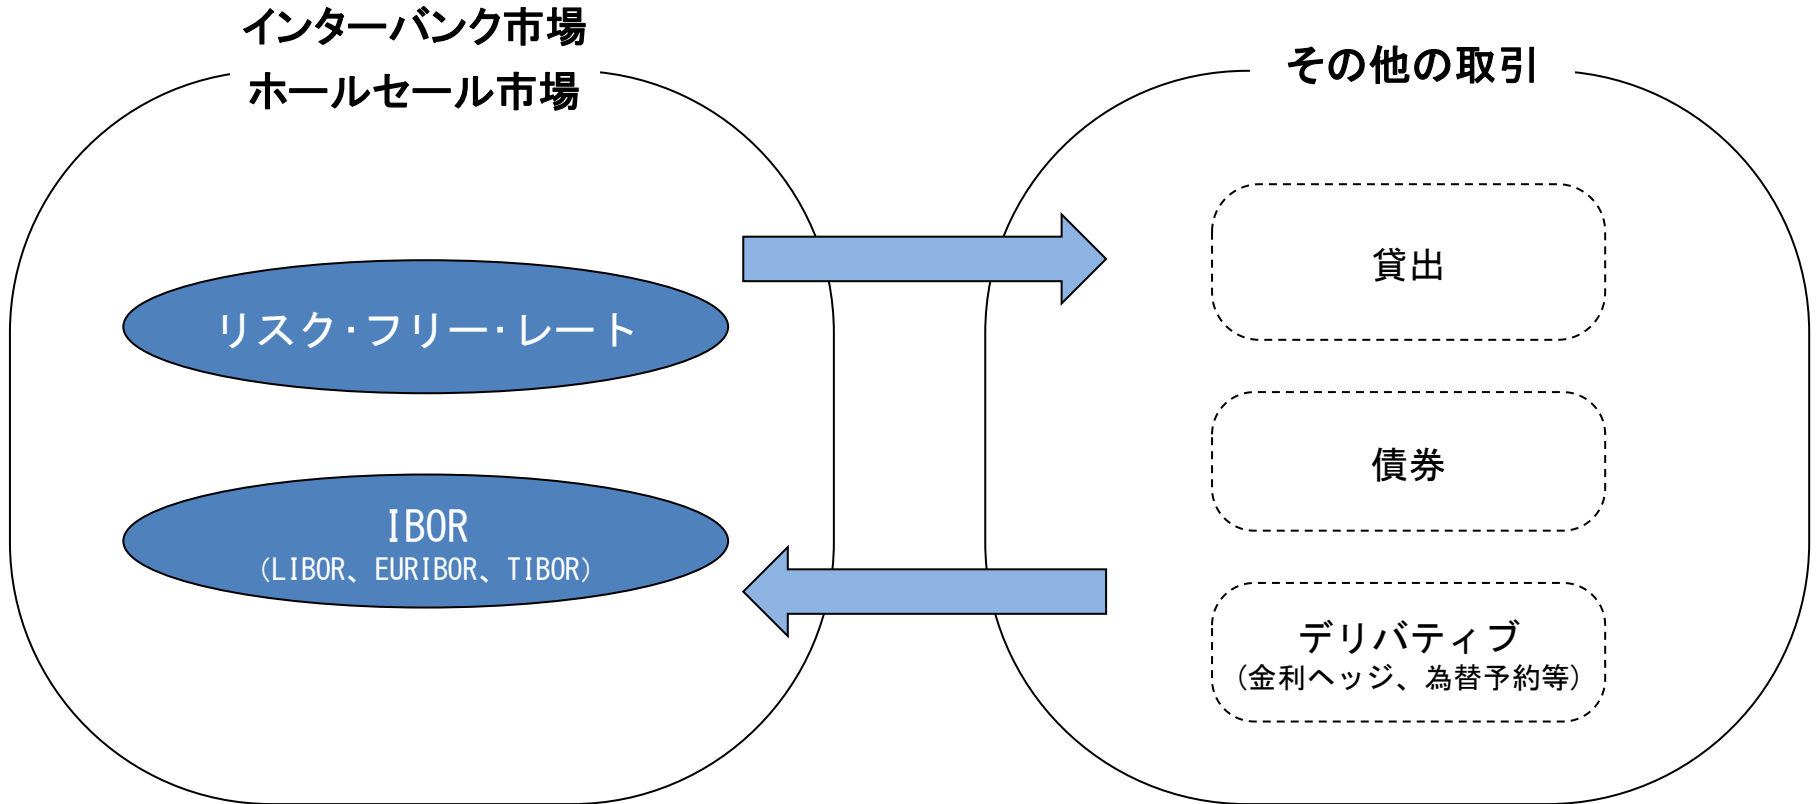 インターバンク市場
ホールセール市場
リスク・フリー・レート
IBOR
(LIBOR、EURIBOR、TIBOR)
その他の取引
貸出
債券
デリバティブ
(金利ヘッジ、為替予約等)